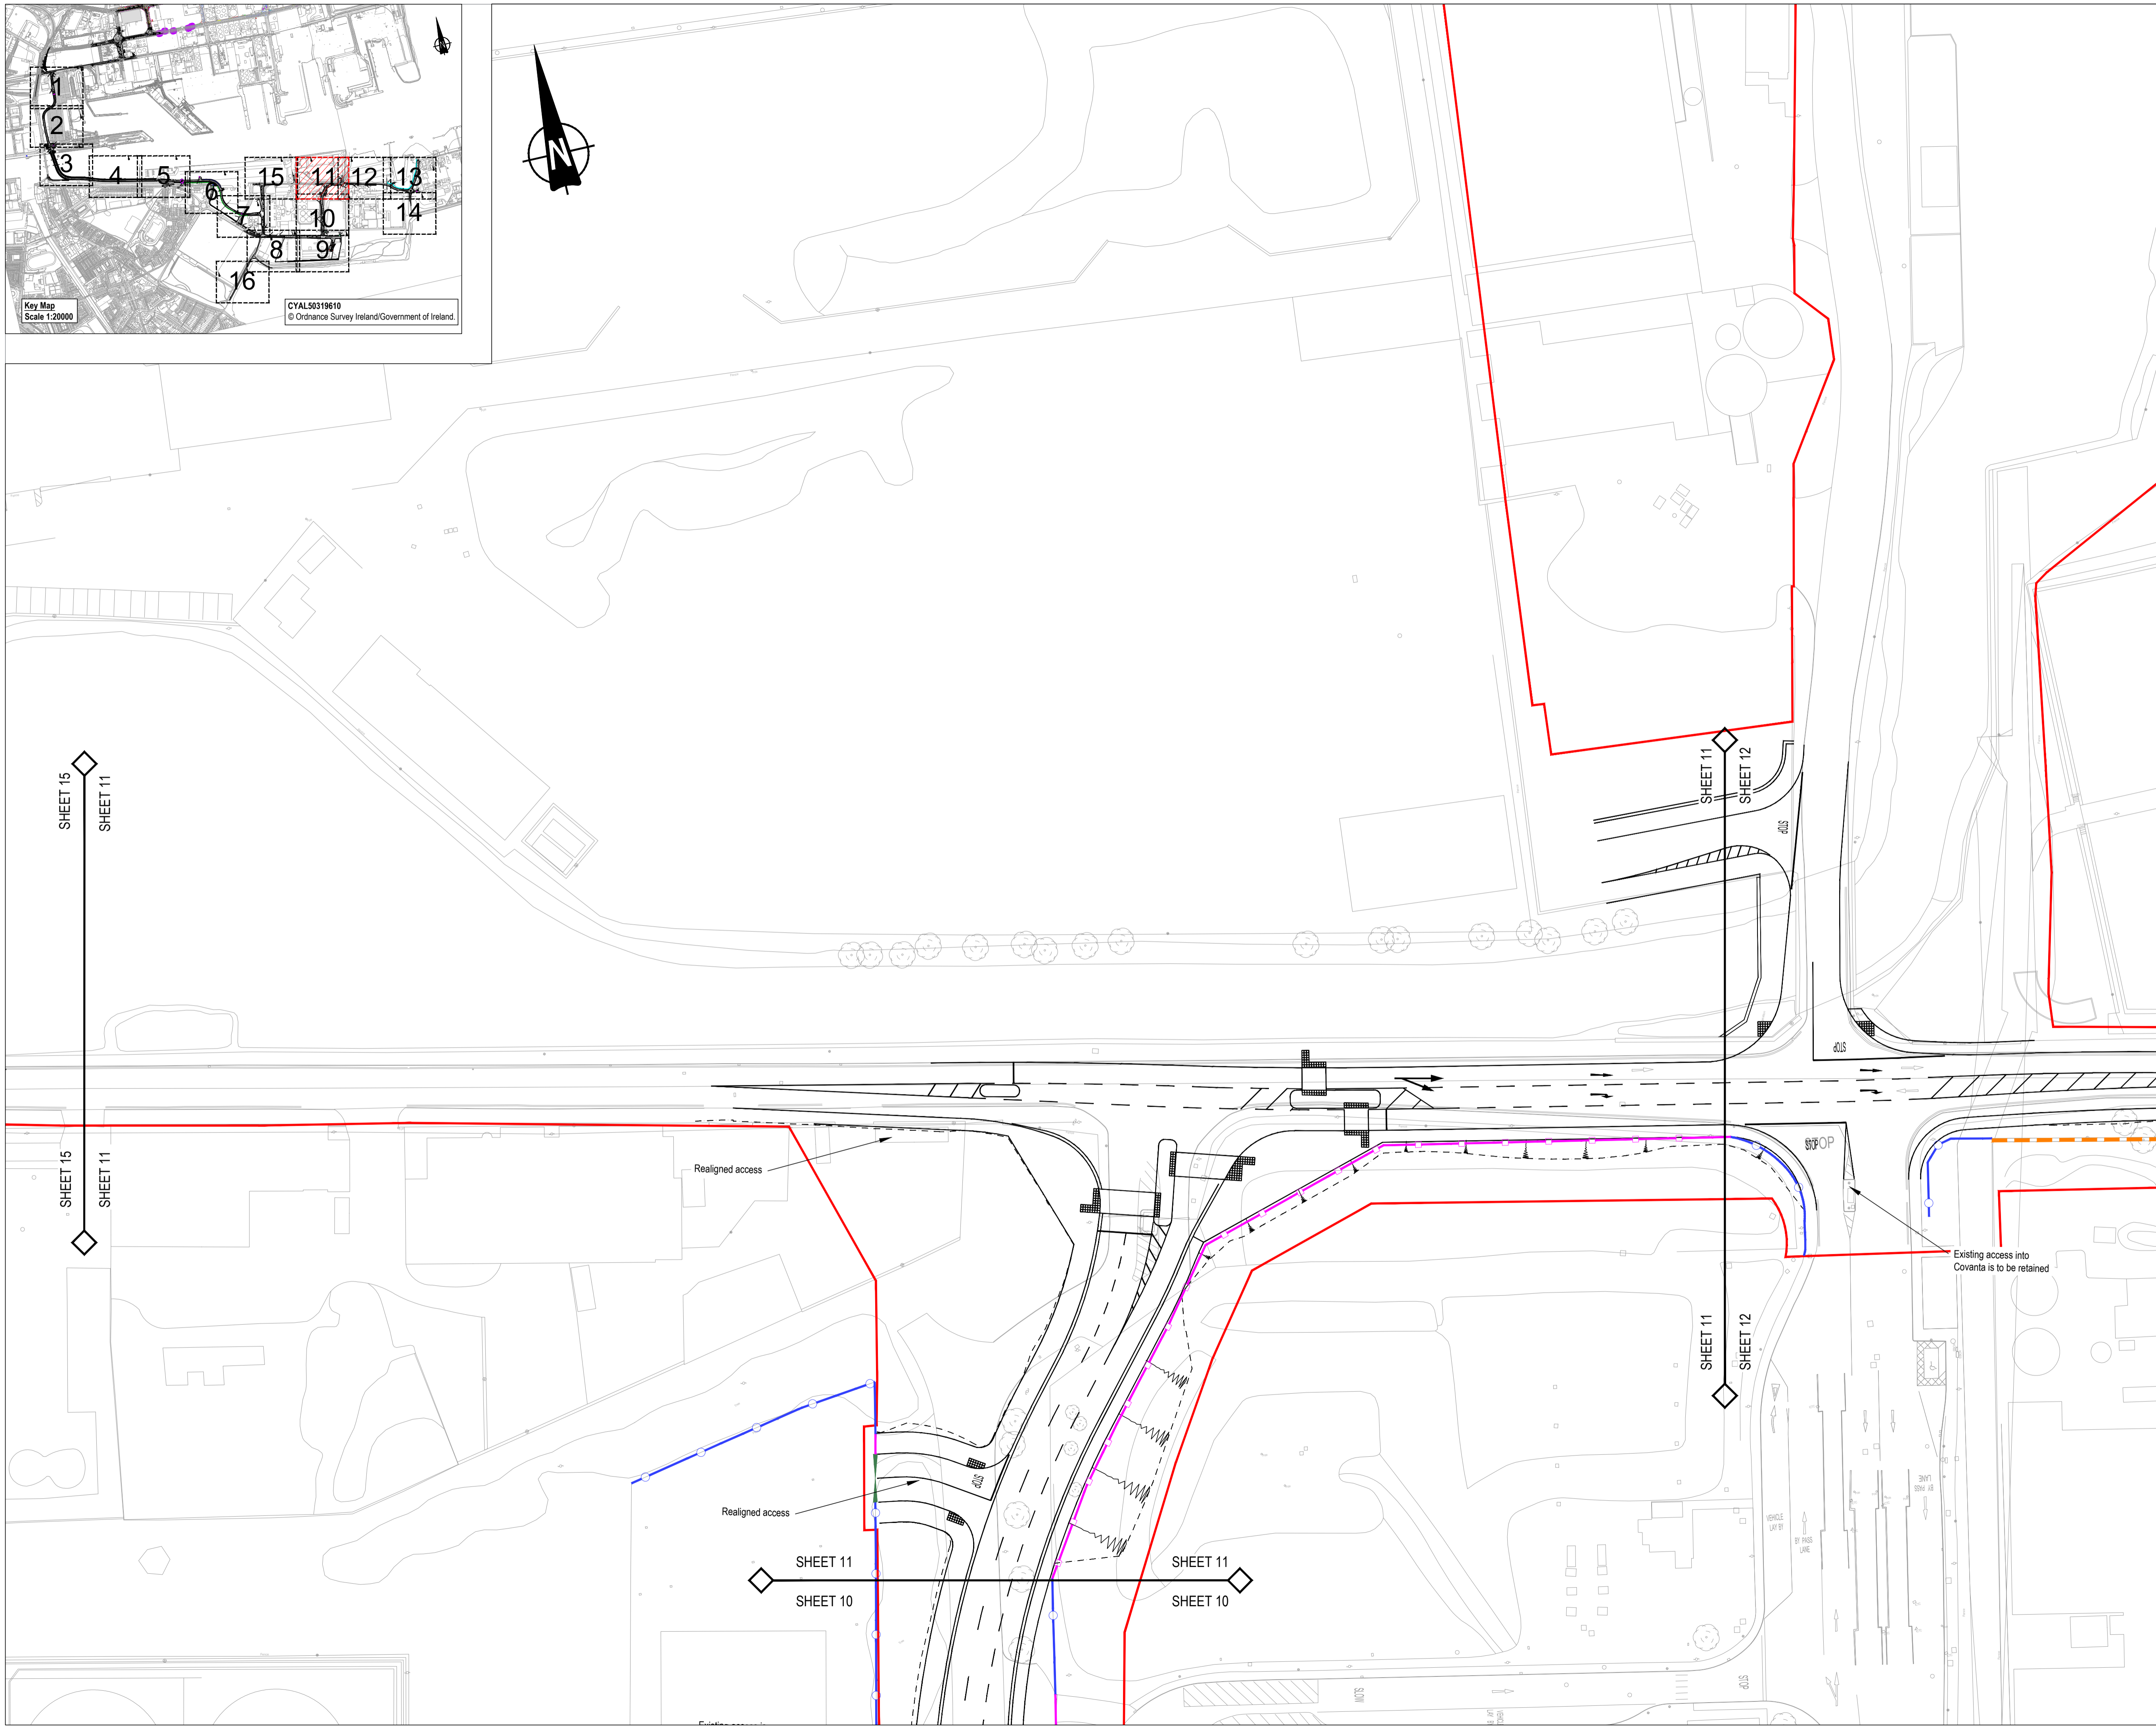 1
2
3
4
5
6
7
15
11
12
13
14
10
8
9
16
Key Map
Scale 1:20000
CYAL50319610
© Ordnance Survey Ireland/Government of Ireland.
N
SHEET 15
SHEET 11
SHEET 11
SHEET 12
STOP
STOP
STOP
STOP
SHEET 15
SHEET 11
Realigned access
Existing access into
Covanta is to be retained
SHEET 11
SHEET 12
Realigned access
STOP
SHEET 11
SHEET 11
SHEET 10
SHEET 10
VEHICLE
LAY BY
BY PASS
LANE
BY PASS
LANE
SLOW
STOP
VEHICLE
LAY BY